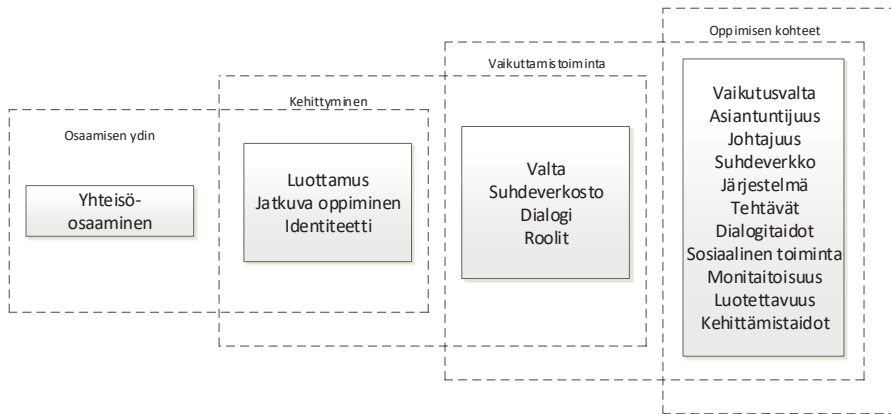 Osaamisen ydin
Yhteisö-
osaaminen
Kehittyminen
Luottamus
Jatkuva oppiminen
Identiteetti
Vaikuttamistoiminta
Valta
Suhdeverkosto
Dialogi
Roolit
Oppimisen kohteet
Vaikutusvalta
Asiantuntijuus
Johtajuus
Suhdeverkko
Järjestelmä
Tehtävät
Dialogitaidot
Sosiaalinen toiminta
Monitaitoisuus
Luotettavuus
Kehittämistaidot